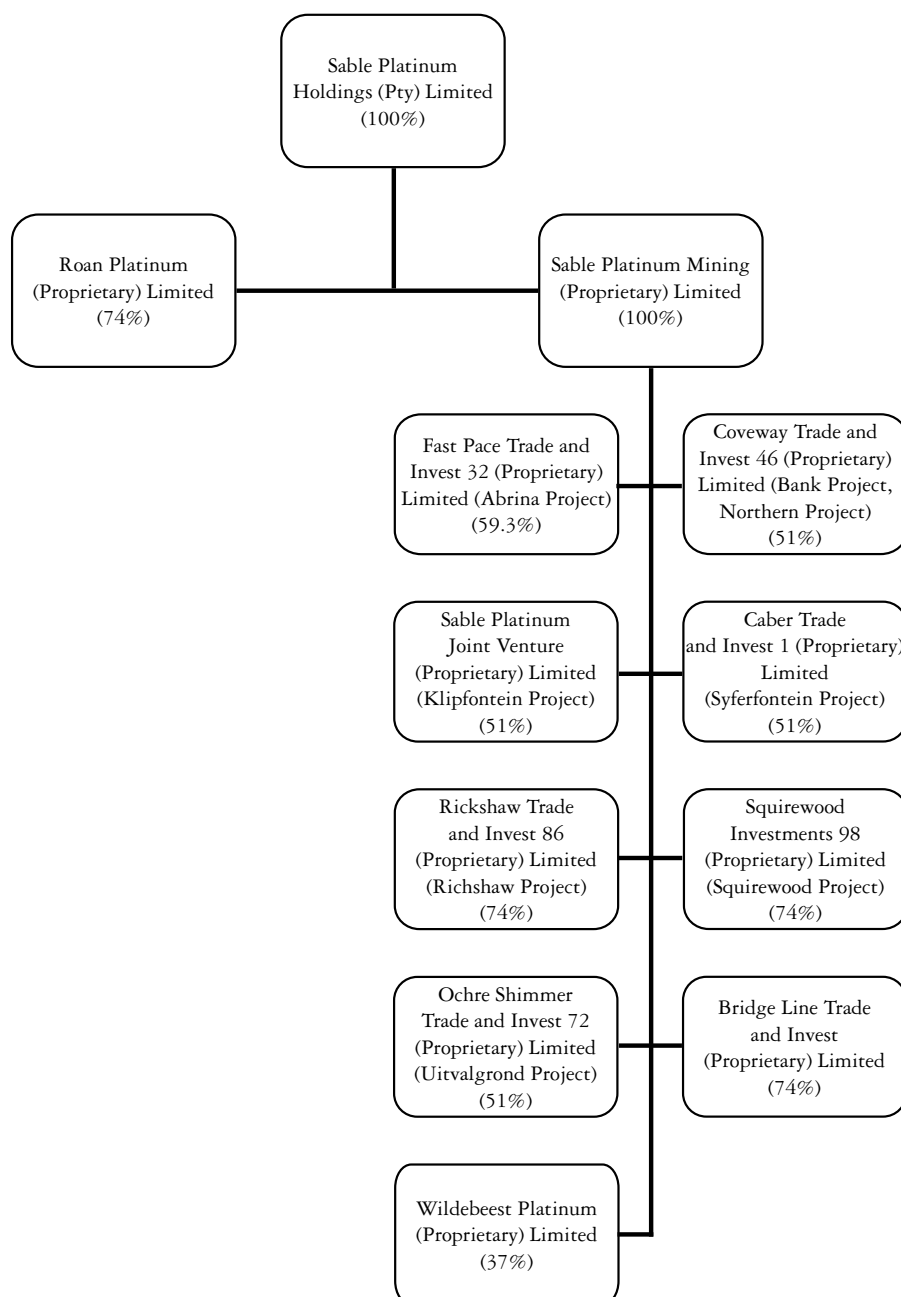 Sable Platinum
Holdings (Pty) Limited
(100%)
Roan Platinum
(Proprietary) Limited
(74%)
Sable Platinum Mining
(Proprietary) Limited
(100%)
Fast Pace Trade and
Invest 32 (Proprietary)
Limited (Abrina Project)
(59.3%)
Coveway Trade and
Invest 46 (Proprietary)
Limited (Bank Project,
Northern Project)
(51%)
Sable Platinum
Joint Venture
(Proprietary) Limited
(Klipfontein Project)
(51%)
Caber Trade
and Invest 1 (Proprietary)
Limited
(Syferfontein Project)
(51%)
Rickshaw Trade
and Invest 86
(Proprietary) Limited
(Richshaw Project)
(74%)
Squirewood
Investments 98
(Proprietary) Limited
(Squirewood Project)
(74%)
Ochre Shimmer
Trade and Invest 72
(Proprietary) Limited
(Uitvalgrond Project)
(51%)
Bridge Line Trade
and Invest
(Proprietary) Limited
(74%)
Wildebeest Platinum
(Proprietary) Limited
(37%)